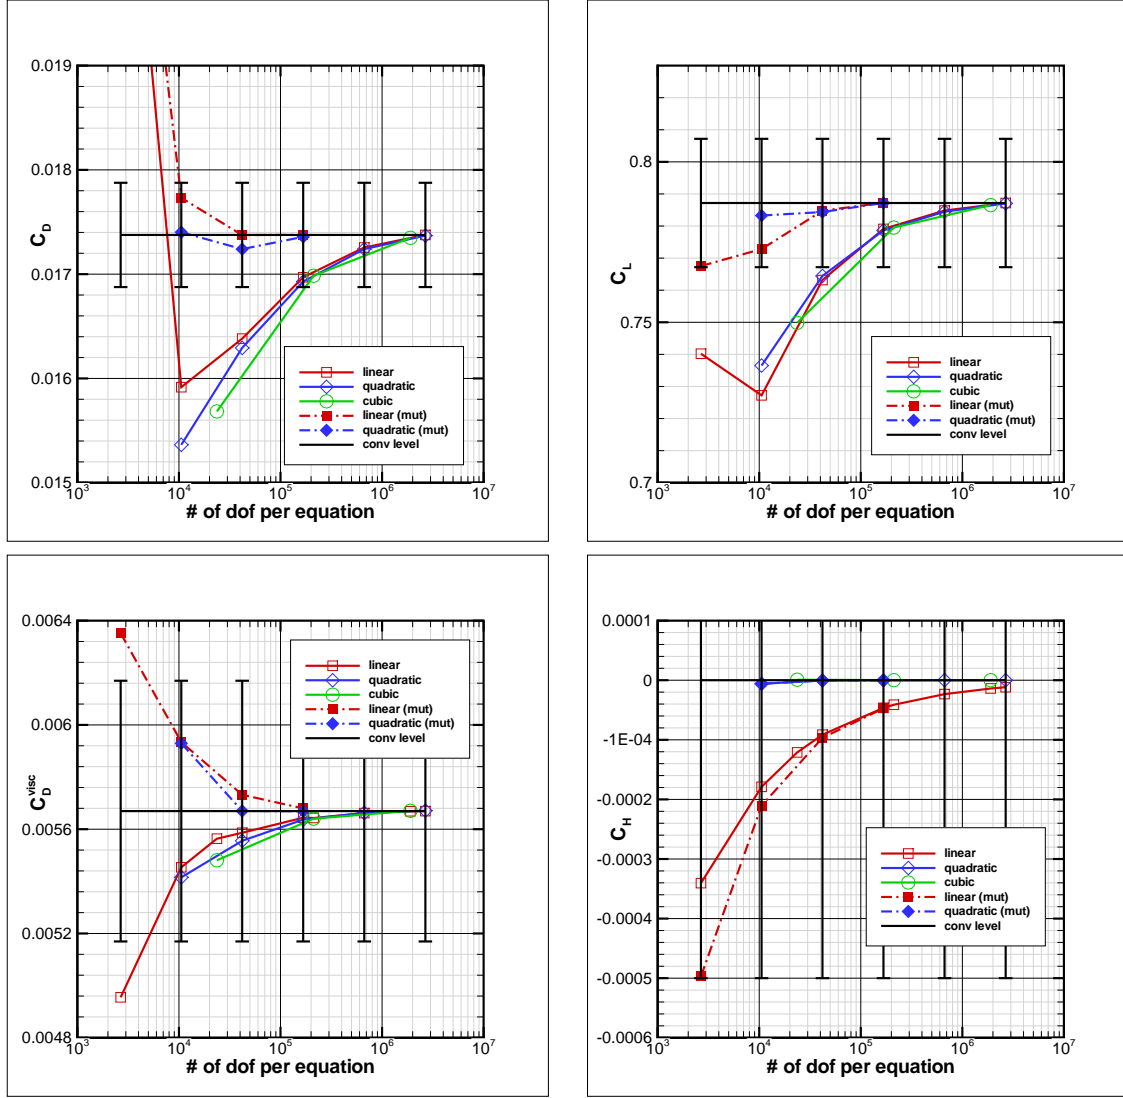 0.019
0.018
0.017
0.016
0.015
C_D
linear
quadratic
cubic
linear (mut)
quadratic (mut)
conv level
10^3 10^4 10^5 10^6 10^7
# of dof per equation
0.8
0.75
0.7
C_L
linear
quadratic
cubic
linear (mut)
quadratic (mut)
conv level
10^3 10^4 10^5 10^6 10^7
# of dof per equation
0.0064
0.006
0.0056
0.0052
0.0048
C_D^visc
linear
quadratic
cubic
linear (mut)
quadratic (mut)
conv level
10^3 10^4 10^5 10^6 10^7
# of dof per equation
0.0001
0
-1E-04
-0.0002
-0.0003
-0.0004
-0.0005
-0.0006
C_H
linear
quadratic
cubic
linear (mut)
quadratic (mut)
conv level
10^3 10^4 10^5 10^6 10^7
# of dof per equation